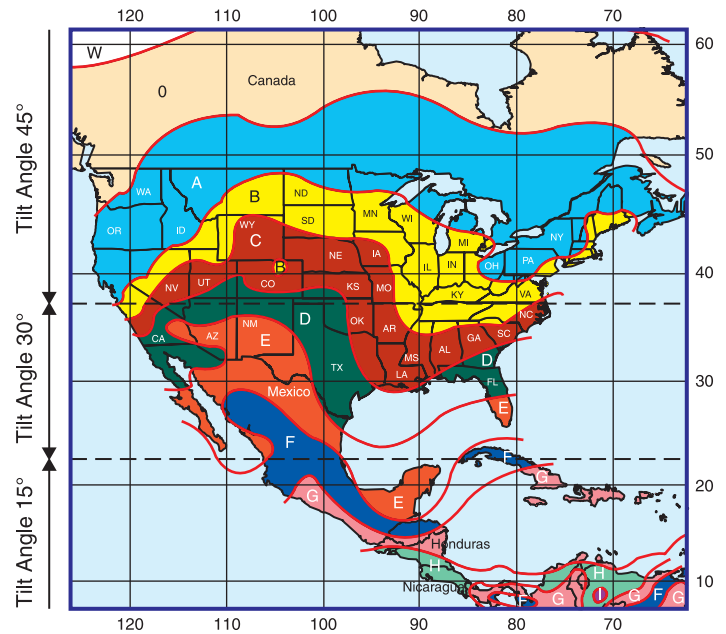 120 110 100 90 80 70
60
W
Canada
0
Tilt Angle 45°
50
WA
A
B
ND
MN
WI
MI
NY
OR
ID
WY
SD
C
NE
IA
IL
IN
OH
PA
40
B
NV
UT
CO
KS
MO
KY
VA
Tilt Angle 30°
CA
AZ
NM
E
D
OK
AR
MS
AL
GA
SC
NC
TX
LA
D
FL
30
Mexico
E
F
F
Tilt Angle 15°
G
E
G
20
Honduras
H
Nicaragua
H
10
F
G
I
G
F
G
120 110 100 90 80 70